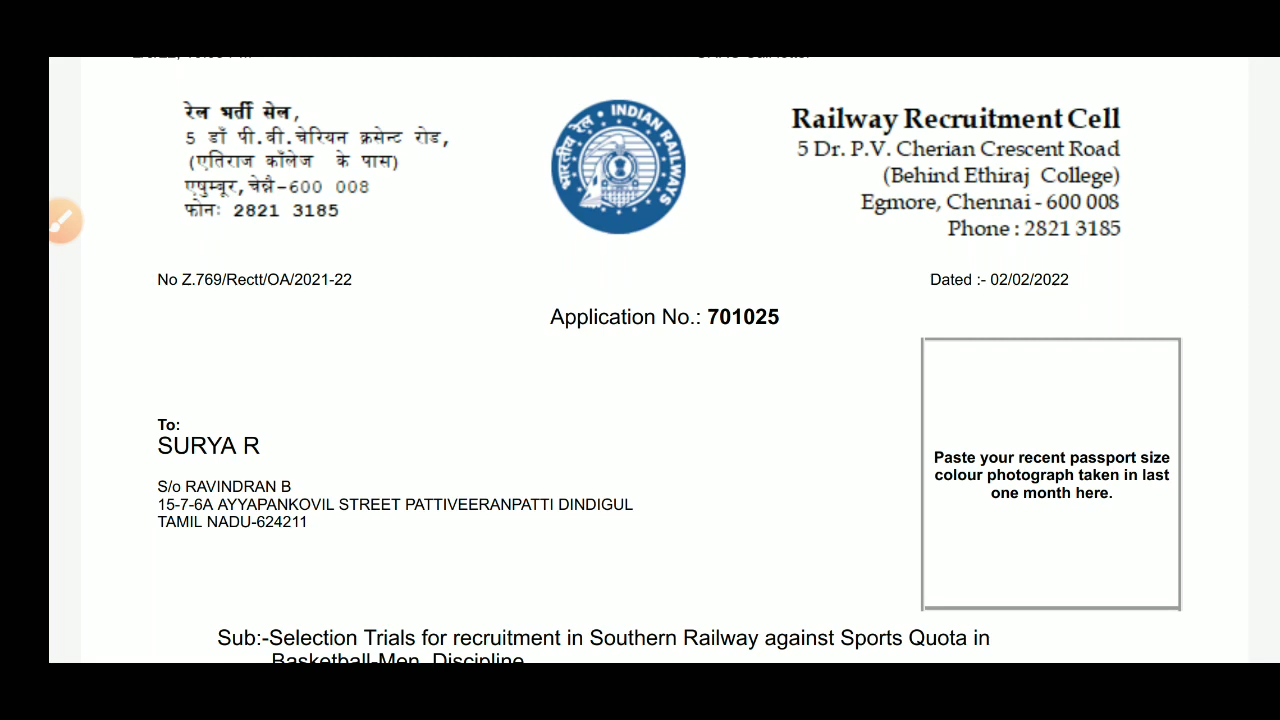 रेल भर्ती सेल,
5 डॉ पी.वी.चेरियन क्रसेन्ट रोड,
(एतिराज कॉलेज के पास)
एषुम्बूर, चेन्नै-600 008
फोनः 2821 3185
भारतीय रेल • INDIAN RAILWAYS
Railway Recruitment Cell
5 Dr. P.V. Cherian Crescent Road
(Behind Ethiraj College)
Egmore, Chennai - 600 008
Phone : 2821 3185
No Z.769/Rectt/OA/2021-22
Dated :- 02/02/2022
Application No.: 701025
To:
SURYA R
S/o RAVINDRAN B
15-7-6A AYYAPANKOVIL STREET PATTIVEERANPATTI DINDIGUL
TAMIL NADU-624211
Paste your recent passport size
colour photograph taken in last
one month here.
Sub:-Selection Trials for recruitment in Southern Railway against Sports Quota in
Basketball-Men Discipline